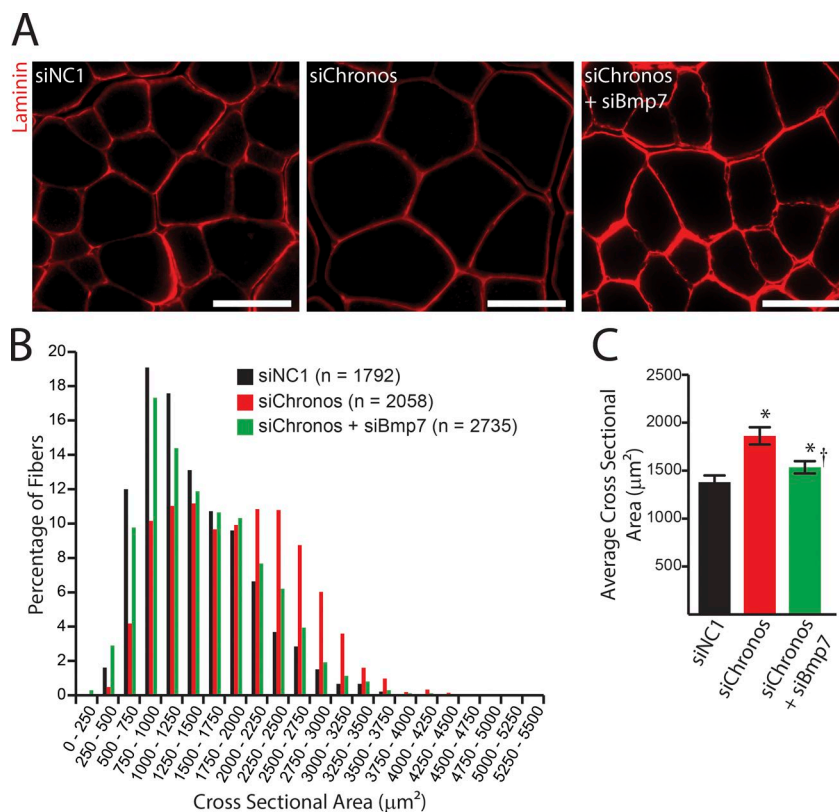 A
Laminin
siNC1
siChronos
siChronos
+ siBmp7
B
Percentage of Fibers
20
18
16
14
12
10
8
6
4
2
0
siNC1 (n = 1792)
siChronos (n = 2058)
siChronos + siBmp7 (n = 2735)
0 - 250
250 - 500
500 - 750
750 - 1000
1000 - 1250
1250 - 1500
1500 - 1750
1750 - 2000
2000 - 2250
2250 - 2500
2500 - 2750
2750 - 3000
3000 - 3250
3250 - 3500
3500 - 3750
3750 - 4000
4000 - 4250
4250 - 4500
4500 - 4750
4750 - 5000
5000 - 5250
5250 - 5500
Cross Sectional Area (μm²)
C
Average Cross Sectional
Area (μm²)
2500
2000
1500
1000
500
*
* †
siNC1
siChronos
siChronos
+ siBmp7